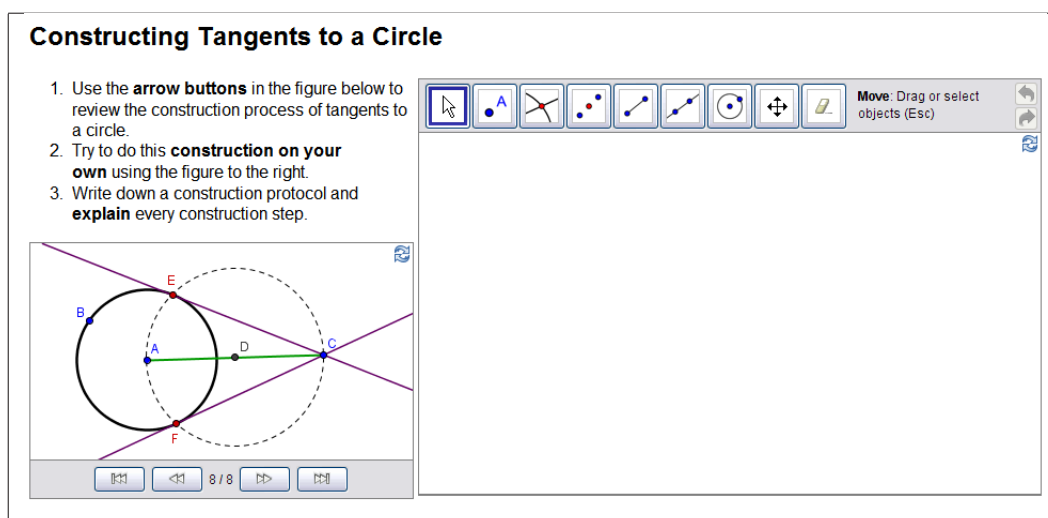 Constructing Tangents to a Circle
1. Use the arrow buttons in the figure below to
review the construction process of tangents to
a circle.
2. Try to do this construction on your
own using the figure to the right.
3. Write down a construction protocol and
explain every construction step.
A
Move: Drag or select
objects (Esc)
E
B
A
D
C
F
8 / 8